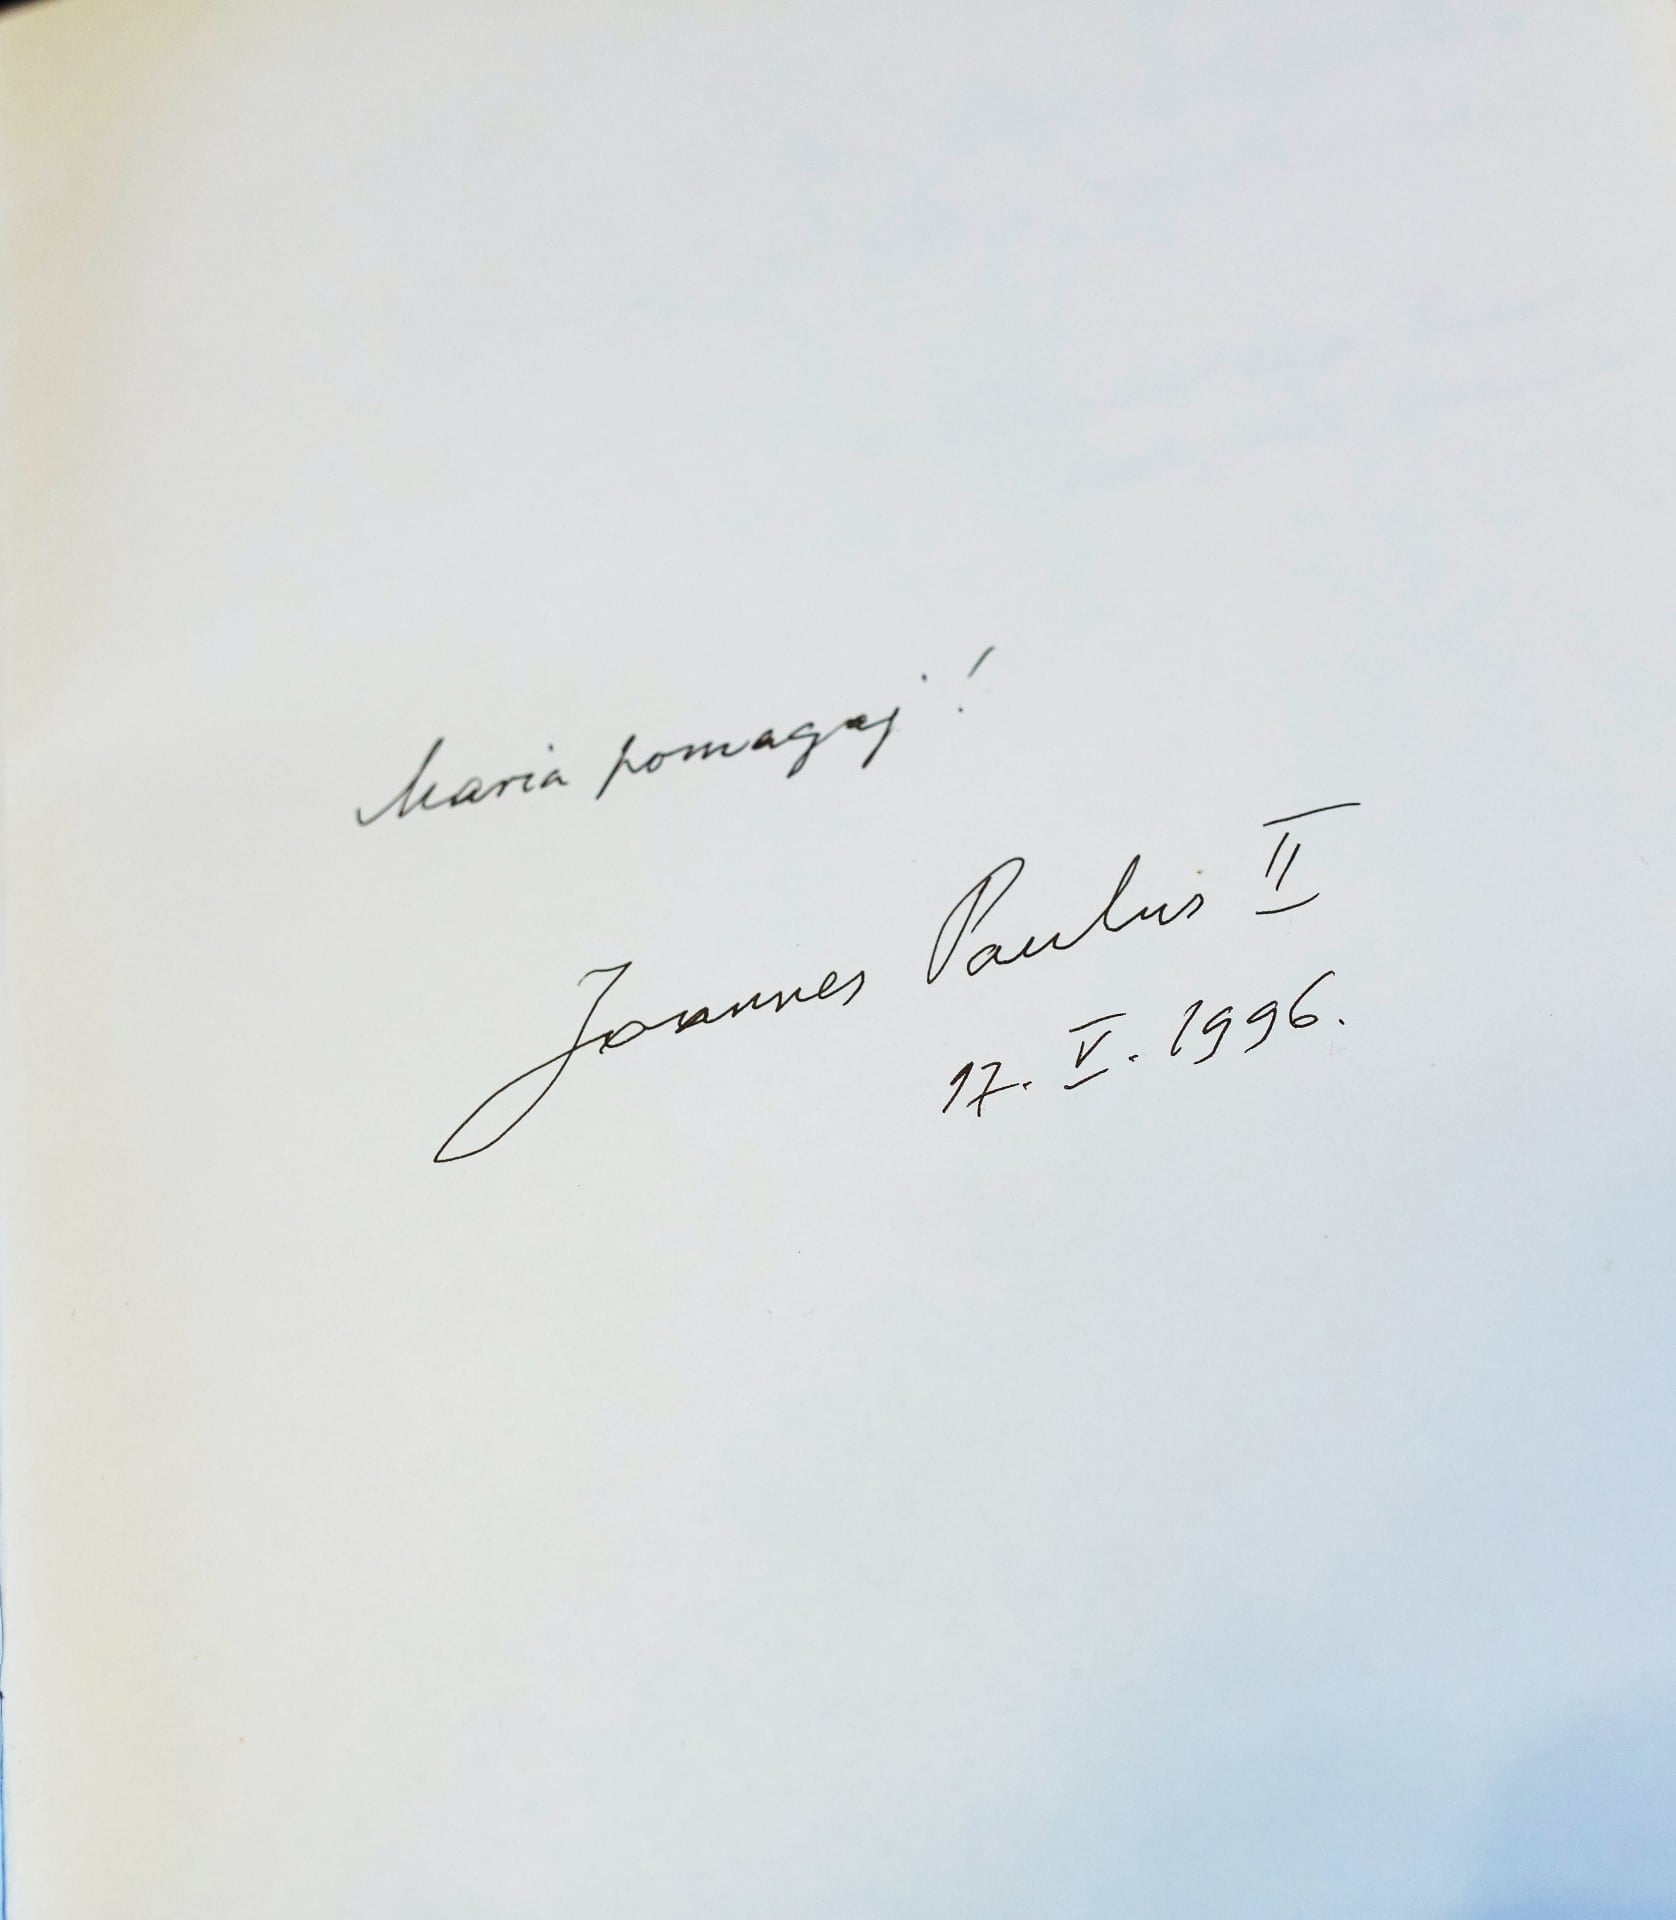 Maria pomagaj!
Joannes Paulus II
17. V. 1996.